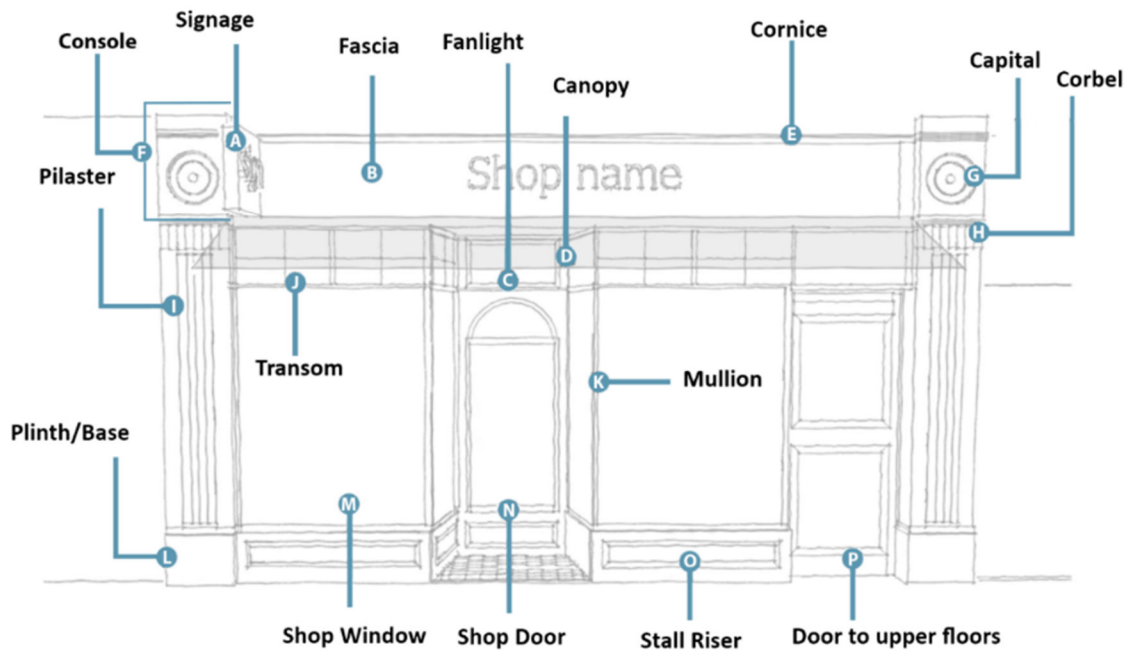 Signage
Console
Fascia
Fanlight
Cornice
Canopy
Capital
Corbel
A
E
F
B
Shop name
G
Pilaster
H
D
C
J
I
Transom
K
Mullion
Plinth/Base
M
N
L
O
P
Shop Window
Shop Door
Stall Riser
Door to upper floors